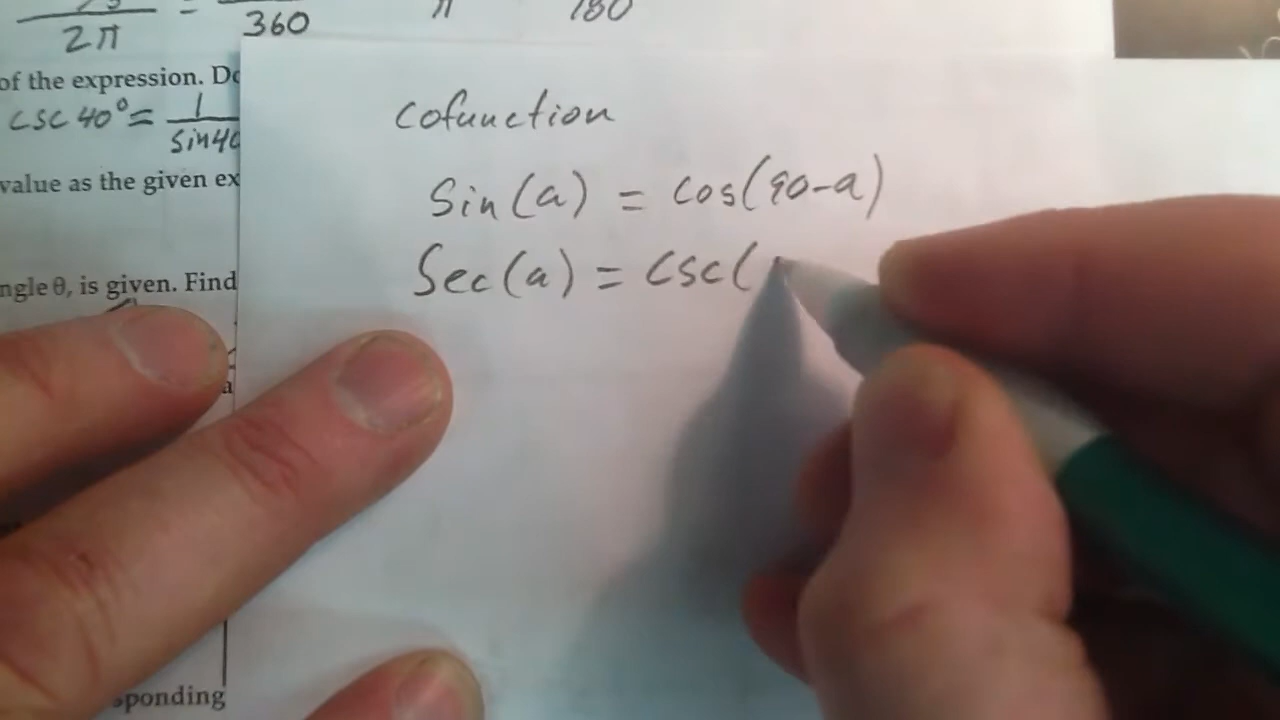 2π = 360 π 180
of the expression. Do
csc 40° = 1
sin40
value as the given ex
ngle θ, is given. Find
a
sponding
cofunction
Sin(a) = cos(90-a)
Sec(a) = csc(